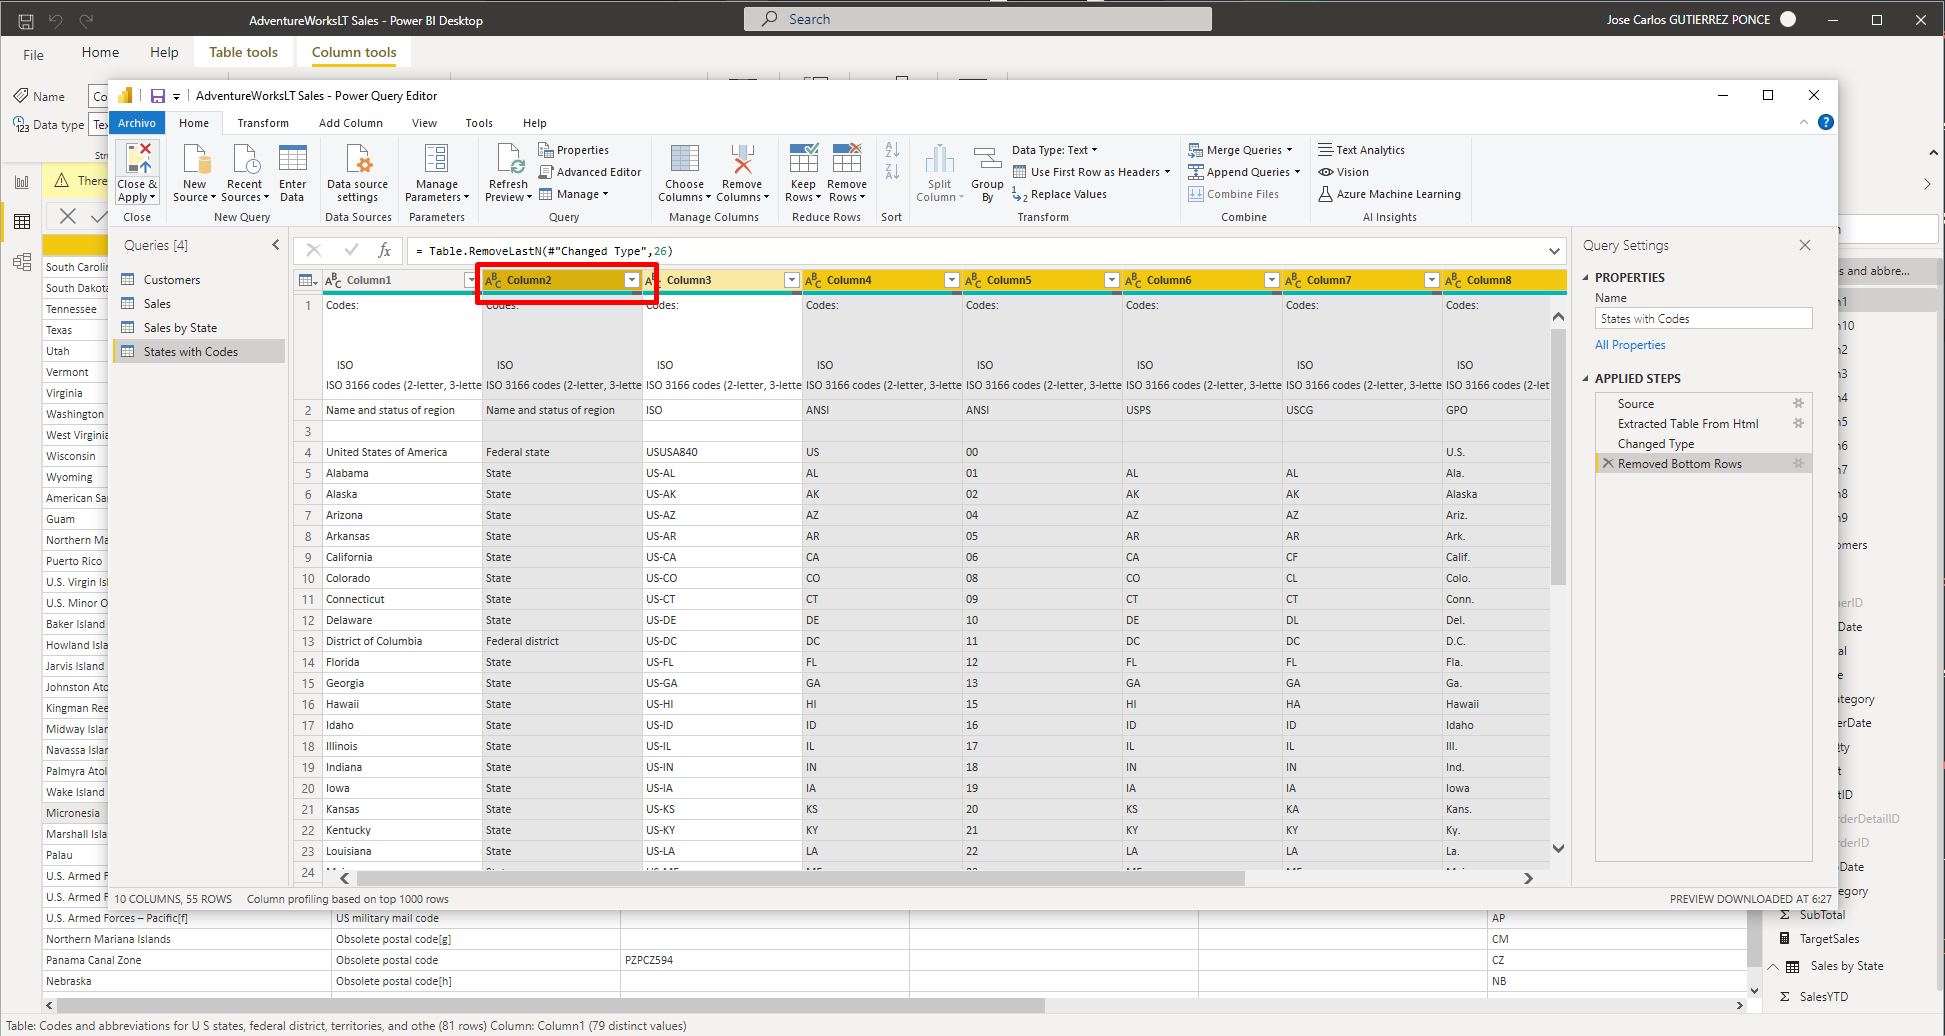 AdventureWorksLT Sales - Power BI Desktop
Search
Jose Carlos GUTIERREZ PONCE
File Home Help Table tools Column tools
Name Co
Data type Tex
Str
There
AdventureWorksLT Sales - Power Query Editor
Archivo Home Transform Add Column View Tools Help
Close & Apply
Close
New Source
Recent Sources
Enter Data
New Query
Data source settings
Data Sources
Manage Parameters
Parameters
Refresh Preview
Properties
Advanced Editor
Manage
Query
Choose Columns
Remove Columns
Manage Columns
Keep Rows
Remove Rows
Reduce Rows
Sort
Split Column
Group By
Data Type: Text
Use First Row as Headers
Replace Values
Transform
Merge Queries
Append Queries
Combine Files
Combine
Text Analytics
Vision
Azure Machine Learning
AI Insights
Queries [4]
Customers
Sales
Sales by State
States with Codes
fx = Table.RemoveLastN(#"Changed Type",26)
Column1 Column2 Column3 Column4 Column5 Column6 Column7 Column8
1 Codes: Codes: Codes: Codes: Codes: Codes: Codes: Codes:
ISO ISO ISO ISO ISO ISO ISO ISO
ISO 3166 codes (2-letter, 3-lette ISO 3166 codes (2-letter, 3-lette ISO 3166 codes (2-letter, 3-lette ISO 3166 codes (2-letter, 3-lette ISO 3166 codes (2-letter, 3-lette ISO 3166 codes (2-letter, 3-lette ISO 3166 codes (2-letter, 3-lette ISO 3166 codes (2-let
2 Name and status of region Name and status of region ISO ANSI ANSI USPS USCG GPO
3
4 United States of America Federal state USUSA840 US 00 U.S.
5 Alabama State US-AL AL 01 AL AL Ala.
6 Alaska State US-AK AK 02 AK AK Alaska
7 Arizona State US-AZ AZ 04 AZ AZ Ariz.
8 Arkansas State US-AR AR 05 AR AR Ark.
9 California State US-CA CA 06 CA CF Calif.
10 Colorado State US-CO CO 08 CO CL Colo.
11 Connecticut State US-CT CT 09 CT CT Conn.
12 Delaware State US-DE DE 10 DE DL Del.
13 District of Columbia Federal district US-DC DC 11 DC DC D.C.
14 Florida State US-FL FL 12 FL FL Fla.
15 Georgia State US-GA GA 13 GA GA Ga.
16 Hawaii State US-HI HI 15 HI HA Hawaii
17 Idaho State US-ID ID 16 ID ID Idaho
18 Illinois State US-IL IL 17 IL IL Ill.
19 Indiana State US-IN IN 18 IN IN Ind.
20 Iowa State US-IA IA 19 IA IA Iowa
21 Kansas State US-KS KS 20 KS KA Kans.
22 Kentucky State US-KY KY 21 KY KY Ky.
23 Louisiana State US-LA LA 22 LA LA La.
24
10 COLUMNS, 55 ROWS Column profiling based on top 1000 rows
PREVIEW DOWNLOADED AT 6:27
Query Settings
PROPERTIES
Name
States with Codes
All Properties
APPLIED STEPS
Source
Extracted Table From Html
Changed Type
Removed Bottom Rows
South Carolin
South Dakota
Tennessee
Texas
Utah
Vermont
Virginia
Washington
West Virginia
Wisconsin
Wyoming
American Sar
Guam
Northern Ma
Puerto Rico
U.S. Virgin Isl
U.S. Minor O
Baker Island
Howland Isla
Jarvis Island
Johnston Ato
Kingman Ree
Midway Islar
Navassa Islar
Palmyra Atol
Wake Island
Micronesia
Marshall Isla
Palau
U.S. Armed F
U.S. Armed F
U.S. Armed Forces – Pacific[f] US military mail code AP
Northern Mariana Islands Obsolete postal code[g] CM
Panama Canal Zone Obsolete postal code PZPCZ594 CZ
Nebraska Obsolete postal code[h] NB
s and abbre...
n1
n10
n2
n3
n4
n5
n6
n7
n8
n9
omers
nerID
Date
al
e
ategory
erDate
ty
t
tID
rderDetailID
rderID
Date
egory
SubTotal
TargetSales
Sales by State
SalesYTD
Table: Codes and abbreviations for U S states, federal district, territories, and othe (81 rows) Column: Column1 (79 distinct values)